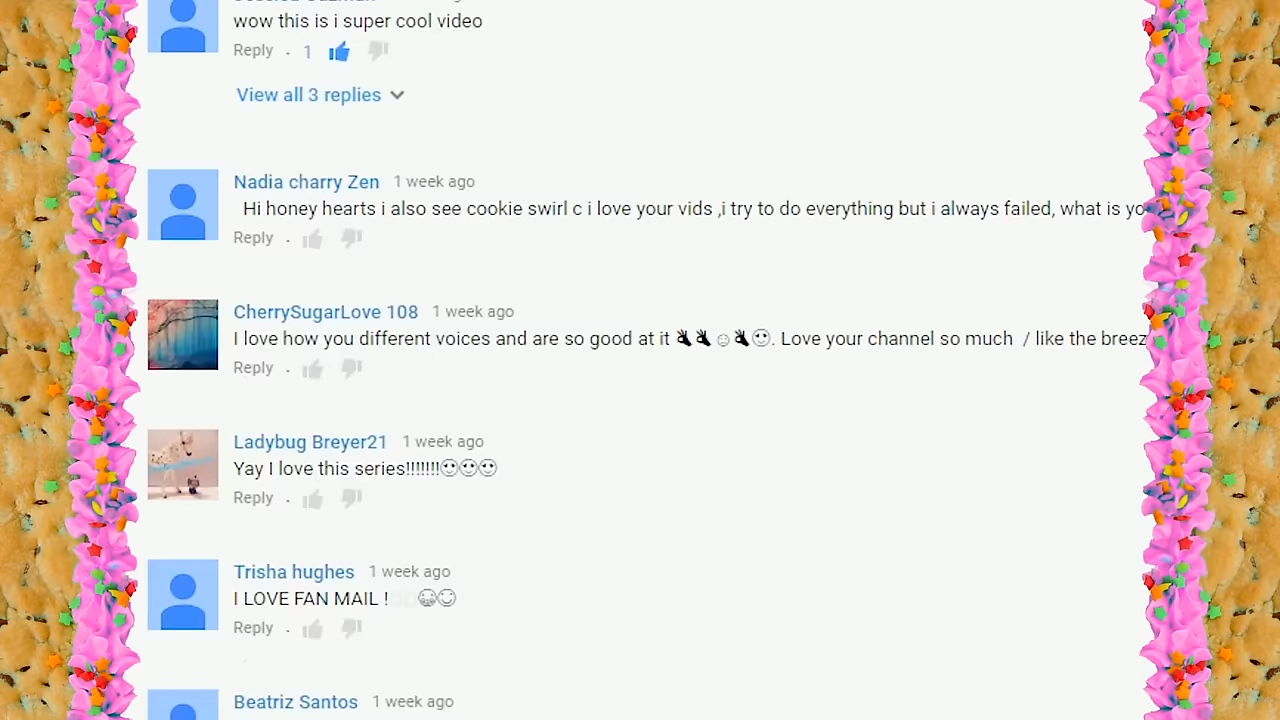 wow this is i super cool video
Reply . 1
View all 3 replies
Nadia charry Zen 1 week ago
Hi honey hearts i also see cookie swirl c i love your vids ,i try to do everything but i always failed, what is yo
Reply .
CherrySugarLove 108 1 week ago
I love how you different voices and are so good at it 👌👌☺👌🙂. Love your channel so much / like the breez
Reply .
Ladybug Breyer21 1 week ago
Yay I love this series!!!!!!!🙂🙂🙂
Reply .
Trisha hughes 1 week ago
I LOVE FAN MAIL ! 😀🙂
Reply .
Beatriz Santos 1 week ago